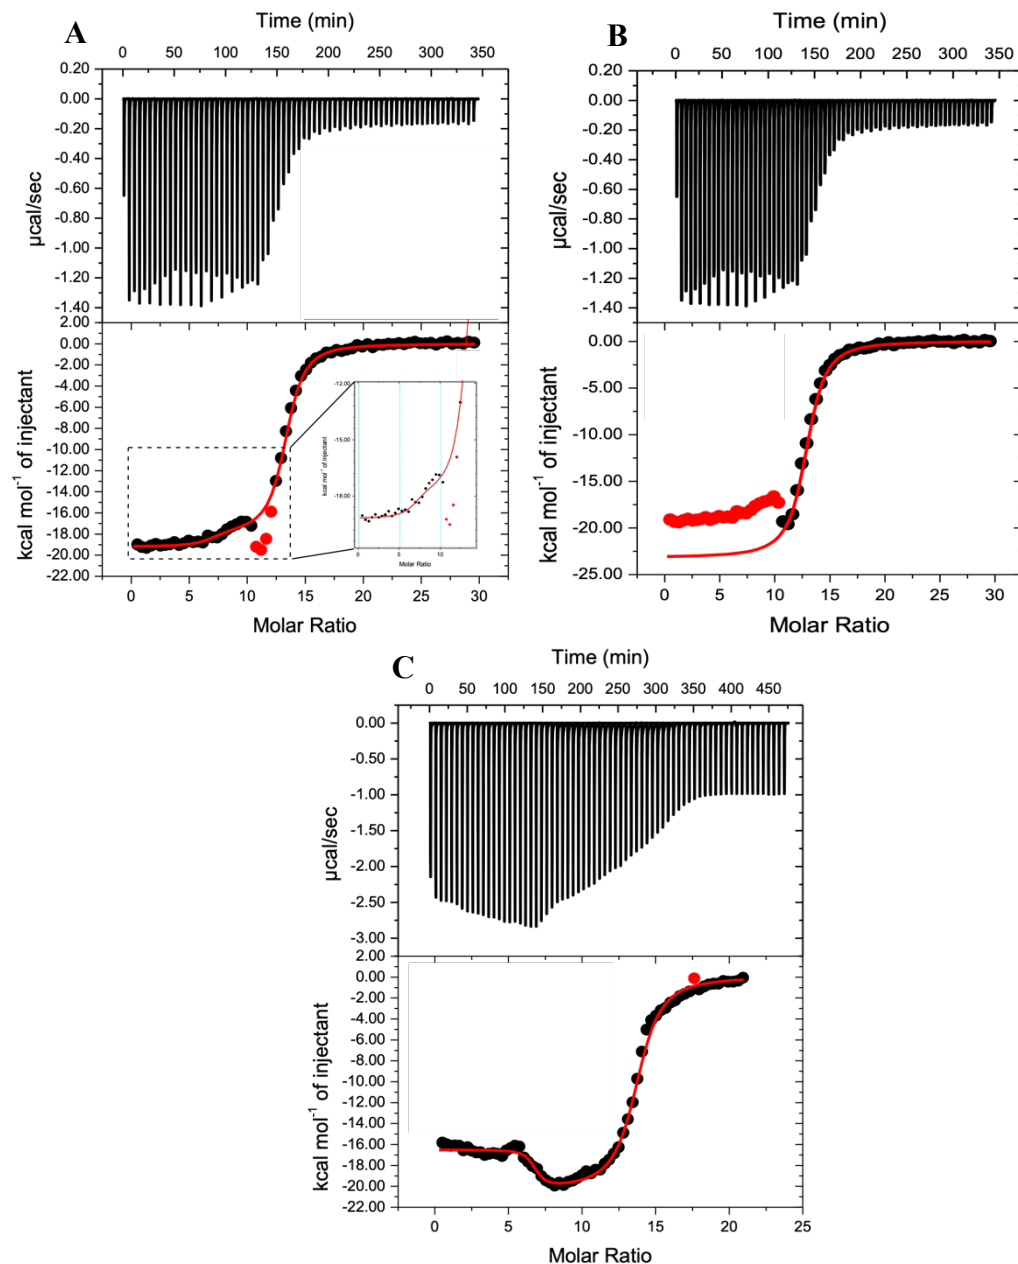 A
Time (min)
0 50 100 150 200 250 300 350
0.20
0.00
-0.20
-0.40
-0.60
-0.80
-1.00
-1.20
-1.40
µcal/sec
2.00
0.00
-2.00
-4.00
-6.00
-8.00
-10.00
-12.00
-14.00
-16.00
-18.00
-20.00
-22.00
kcal mol⁻¹ of injectant
-12.00
-15.00
-18.00
kcal mol⁻¹ of injectant
0 5 10
Molar Ratio
0 5 10 15 20 25 30
Molar Ratio
B
Time (min)
0 50 100 150 200 250 300 350
0.20
0.00
-0.20
-0.40
-0.60
-0.80
-1.00
-1.20
-1.40
µcal/sec
0.00
-5.00
-10.00
-15.00
-20.00
-25.00
kcal mol⁻¹ of injectant
0 5 10 15 20 25 30
Molar Ratio
C
Time (min)
0 50 100 150 200 250 300 350 400 450
0.00
-0.50
-1.00
-1.50
-2.00
-2.50
-3.00
µcal/sec
2.00
0.00
-2.00
-4.00
-6.00
-8.00
-10.00
-12.00
-14.00
-16.00
-18.00
-20.00
-22.00
kcal mol⁻¹ of injectant
0 5 10 15 20 25
Molar Ratio